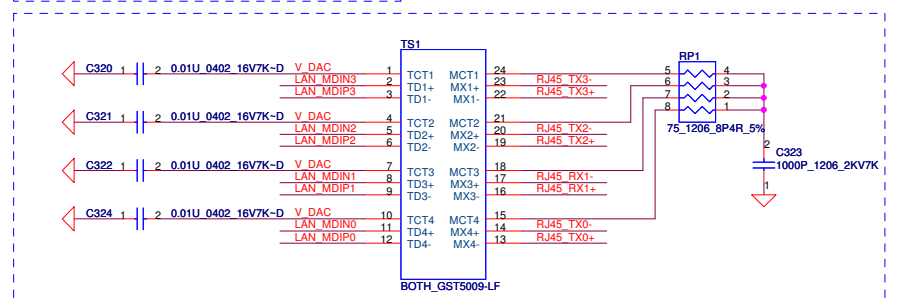 TS1
RP1
C320 1 2 0.01U_0402_16V7K~D V_DAC 1 TCT1 MCT1 24 5 4
LAN_MDIN3 2 TD1+ MX1+ 23 RJ45_TX3- 6 3
LAN_MDIP3 3 TD1- MX1- 22 RJ45_TX3+ 7 2
C321 1 2 0.01U_0402_16V7K~D V_DAC 4 TCT2 MCT2 21 8 1
LAN_MDIN2 5 TD2+ MX2+ 20 RJ45_TX2- 75_1206_8P4R_5%
LAN_MDIP2 6 TD2- MX2- 19 RJ45_TX2+ 2
C323
C322 1 2 0.01U_0402_16V7K~D V_DAC 7 TCT3 MCT3 18 1000P_1206_2KV7K
LAN_MDIN1 8 TD3+ MX3+ 17 RJ45_RX1- 1
LAN_MDIP1 9 TD3- MX3- 16 RJ45_RX1+
C324 1 2 0.01U_0402_16V7K~D V_DAC 10 TCT4 MCT4 15
LAN_MDIN0 11 TD4+ MX4+ 14 RJ45_TX0-
LAN_MDIP0 12 TD4- MX4- 13 RJ45_TX0+
BOTH_GST5009-LF